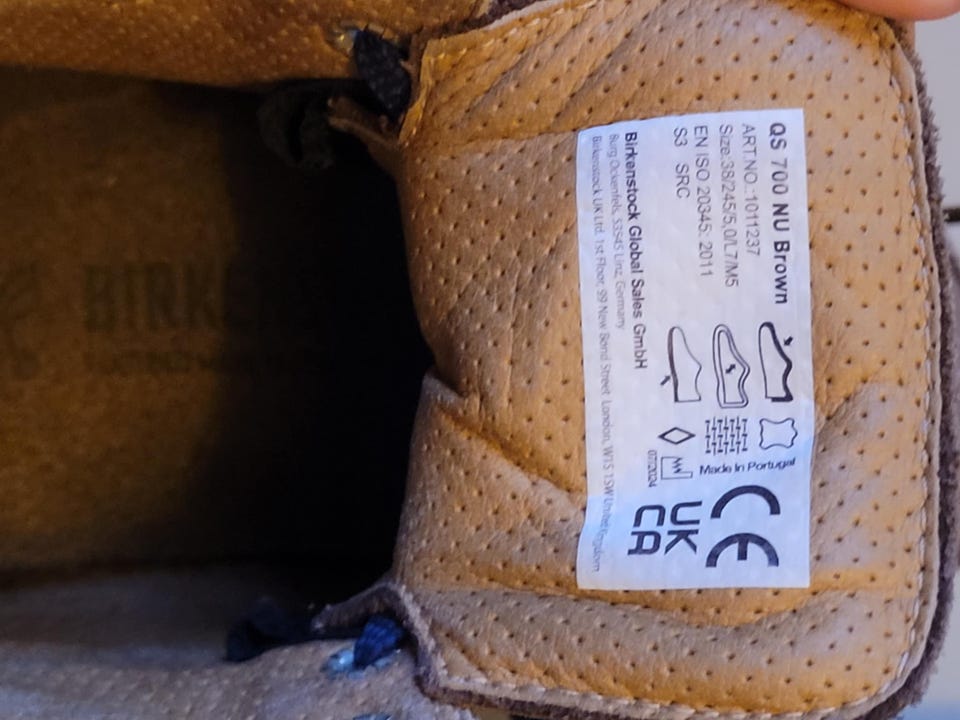 QS 700 NU Brown
ART.NO.:1011237
Size:38/245/5,0/L7/M5
EN ISO 20345: 2011
S3 SRC
Made in Portugal
07/2024
CE
UK
CA
Birkenstock Global Sales GmbH
Burg Ockenfels, 53545 Linz, Germany
Birkenstock UK Ltd. 1st Floor, 99 New Bond Street London, W1S 1SW United Kingdom